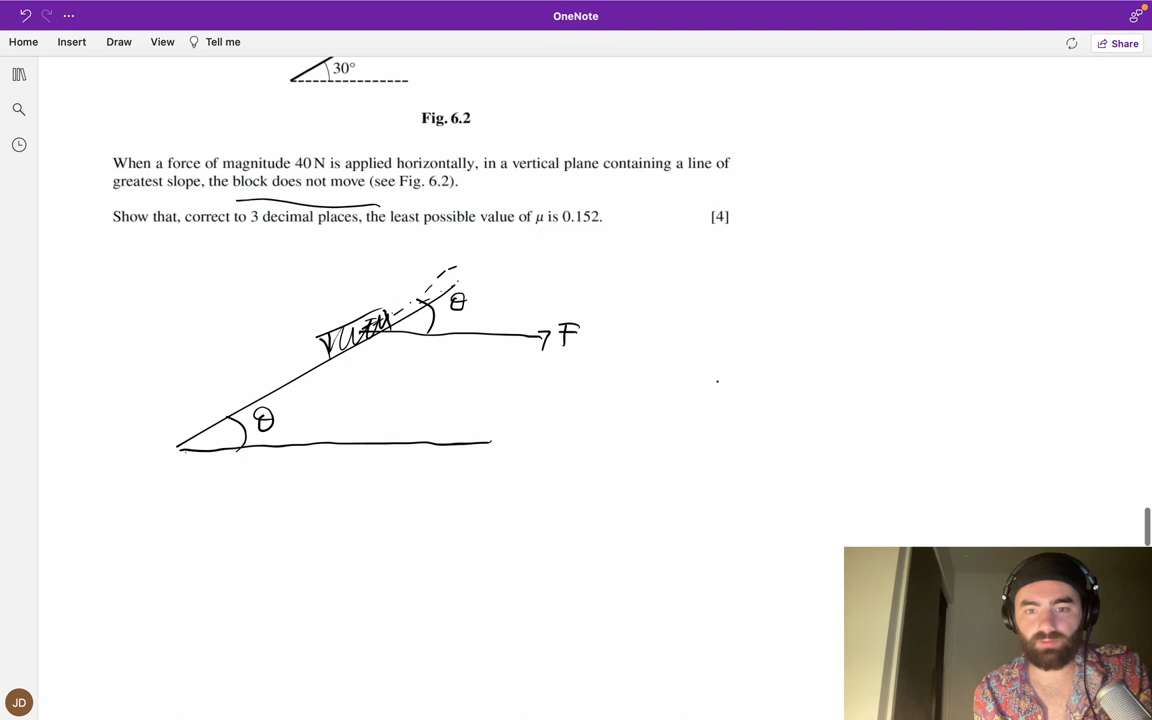 OneNote
Home Insert Draw View Tell me
Share
30°
Fig. 6.2
When a force of magnitude 40 N is applied horizontally, in a vertical plane containing a line of
greatest slope, the block does not move (see Fig. 6.2).
Show that, correct to 3 decimal places, the least possible value of μ is 0.152. [4]
θ
F
θ
JD